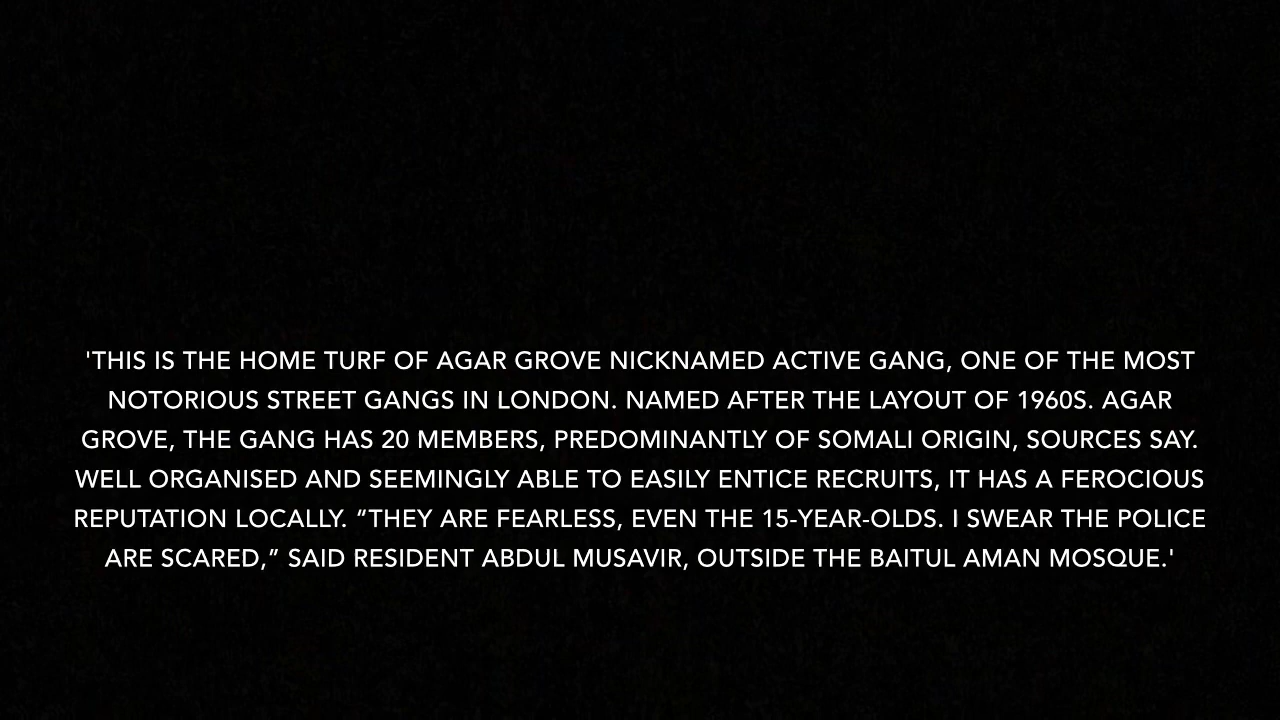 'THIS IS THE HOME TURF OF AGAR GROVE NICKNAMED ACTIVE GANG, ONE OF THE MOST
NOTORIOUS STREET GANGS IN LONDON. NAMED AFTER THE LAYOUT OF 1960S. AGAR
GROVE, THE GANG HAS 20 MEMBERS, PREDOMINANTLY OF SOMALI ORIGIN, SOURCES SAY.
WELL ORGANISED AND SEEMINGLY ABLE TO EASILY ENTICE RECRUITS, IT HAS A FEROCIOUS
REPUTATION LOCALLY. “THEY ARE FEARLESS, EVEN THE 15-YEAR-OLDS. I SWEAR THE POLICE
ARE SCARED,” SAID RESIDENT ABDUL MUSAVIR, OUTSIDE THE BAITUL AMAN MOSQUE.'